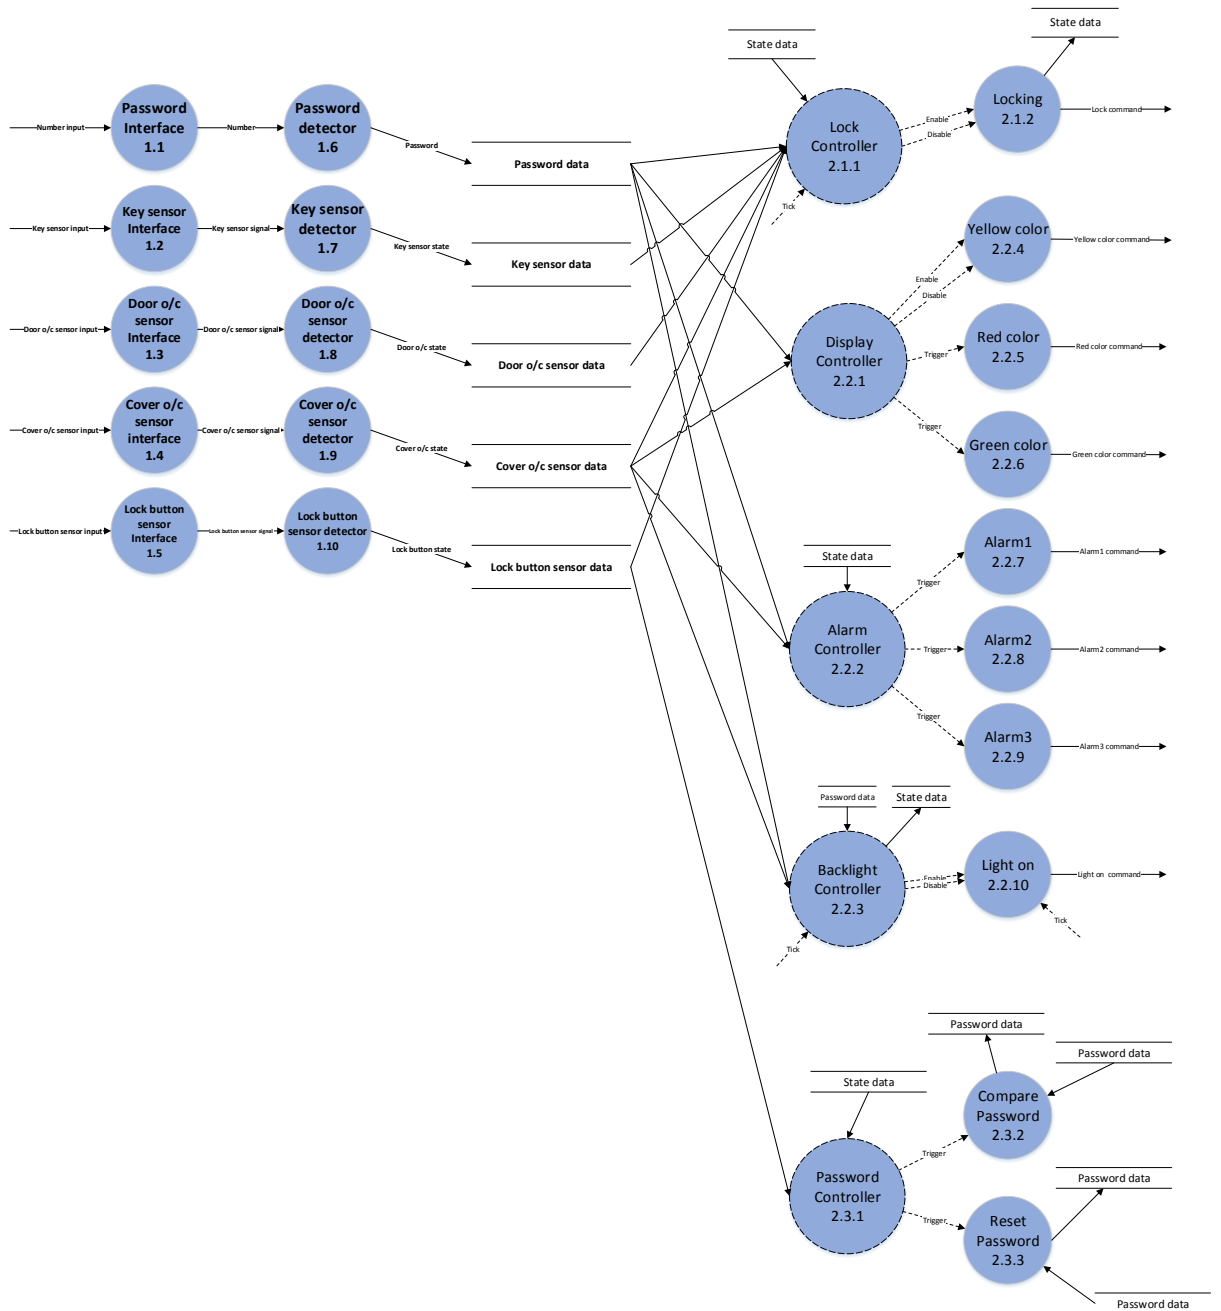 State data
State data
Password
Interface
1.1
Password
detector
1.6
Number input
Number
Password
Password data
Lock
Controller
2.1.1
Enable
Disable
Tick
Locking
2.1.2
Lock command
Key sensor
Interface
1.2
Key sensor
detector
1.7
Key sensor input
Key sensor signal
Key sensor state
Key sensor data
Yellow color
2.2.4
Yellow color command
Enable
Disable
Door o/c
sensor
Interface
1.3
Door o/c
sensor
detector
1.8
Door o/c sensor input
Door o/c sensor signal
Door o/c state
Door o/c sensor data
Display
Controller
2.2.1
Trigger
Red color
2.2.5
Red color command
Cover o/c
sensor
interface
1.4
Cover o/c
sensor
detector
1.9
Cover o/c sensor input
Cover o/c sensor signal
Cover o/c state
Cover o/c sensor data
Trigger
Green color
2.2.6
Green color command
Lock button
sensor
Interface
1.5
Lock button
sensor detector
1.10
Lock button sensor input
Lock button sensor signal
Lock button state
Lock button sensor data
State data
Alarm
Controller
2.2.2
Trigger
Alarm1
2.2.7
Alarm1 command
Trigger
Alarm2
2.2.8
Alarm2 command
Trigger
Alarm3
2.2.9
Alarm3 command
Password data
State data
Backlight
Controller
2.2.3
Enable
Disable
Tick
Light on
2.2.10
Light on command
Tick
Password data
Password data
State data
Compare
Password
2.3.2
Trigger
Password
Controller
2.3.1
Trigger
Password data
Reset
Password
2.3.3
Password data